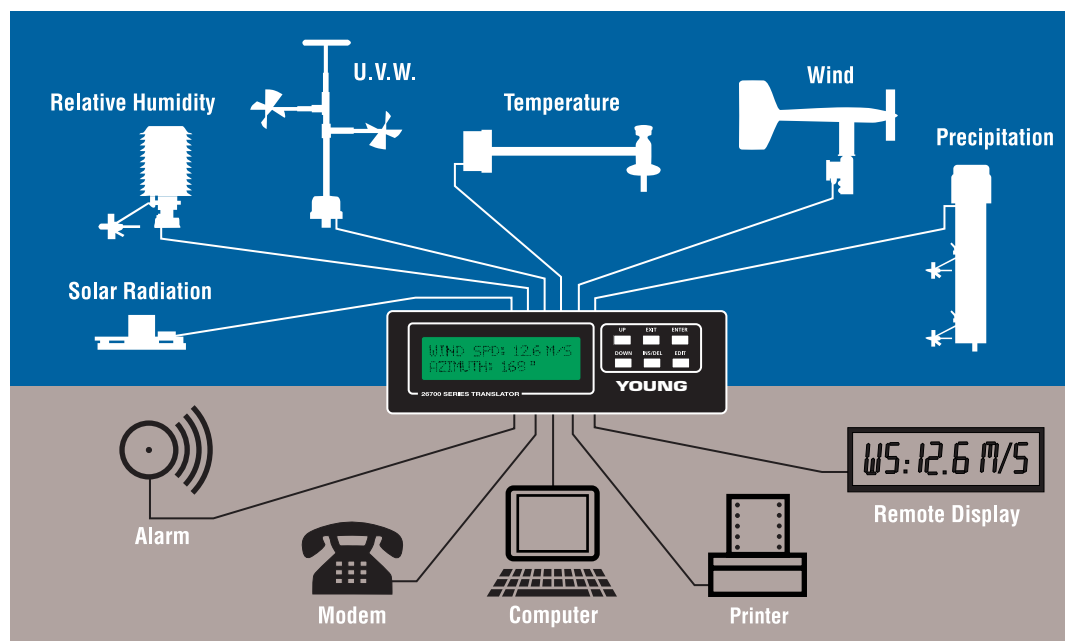 U.V.W.
Wind
Relative Humidity
Temperature
Precipitation
Solar Radiation
UP EXIT ENTER
WIND SPD: 12.6 M/S
DOWN INS/DEL EDIT
AZIMUTH: 168°
YOUNG
26700 SERIES TRANSLATOR
WS:12.6 M/S
Remote Display
Alarm
Modem
Computer
Printer